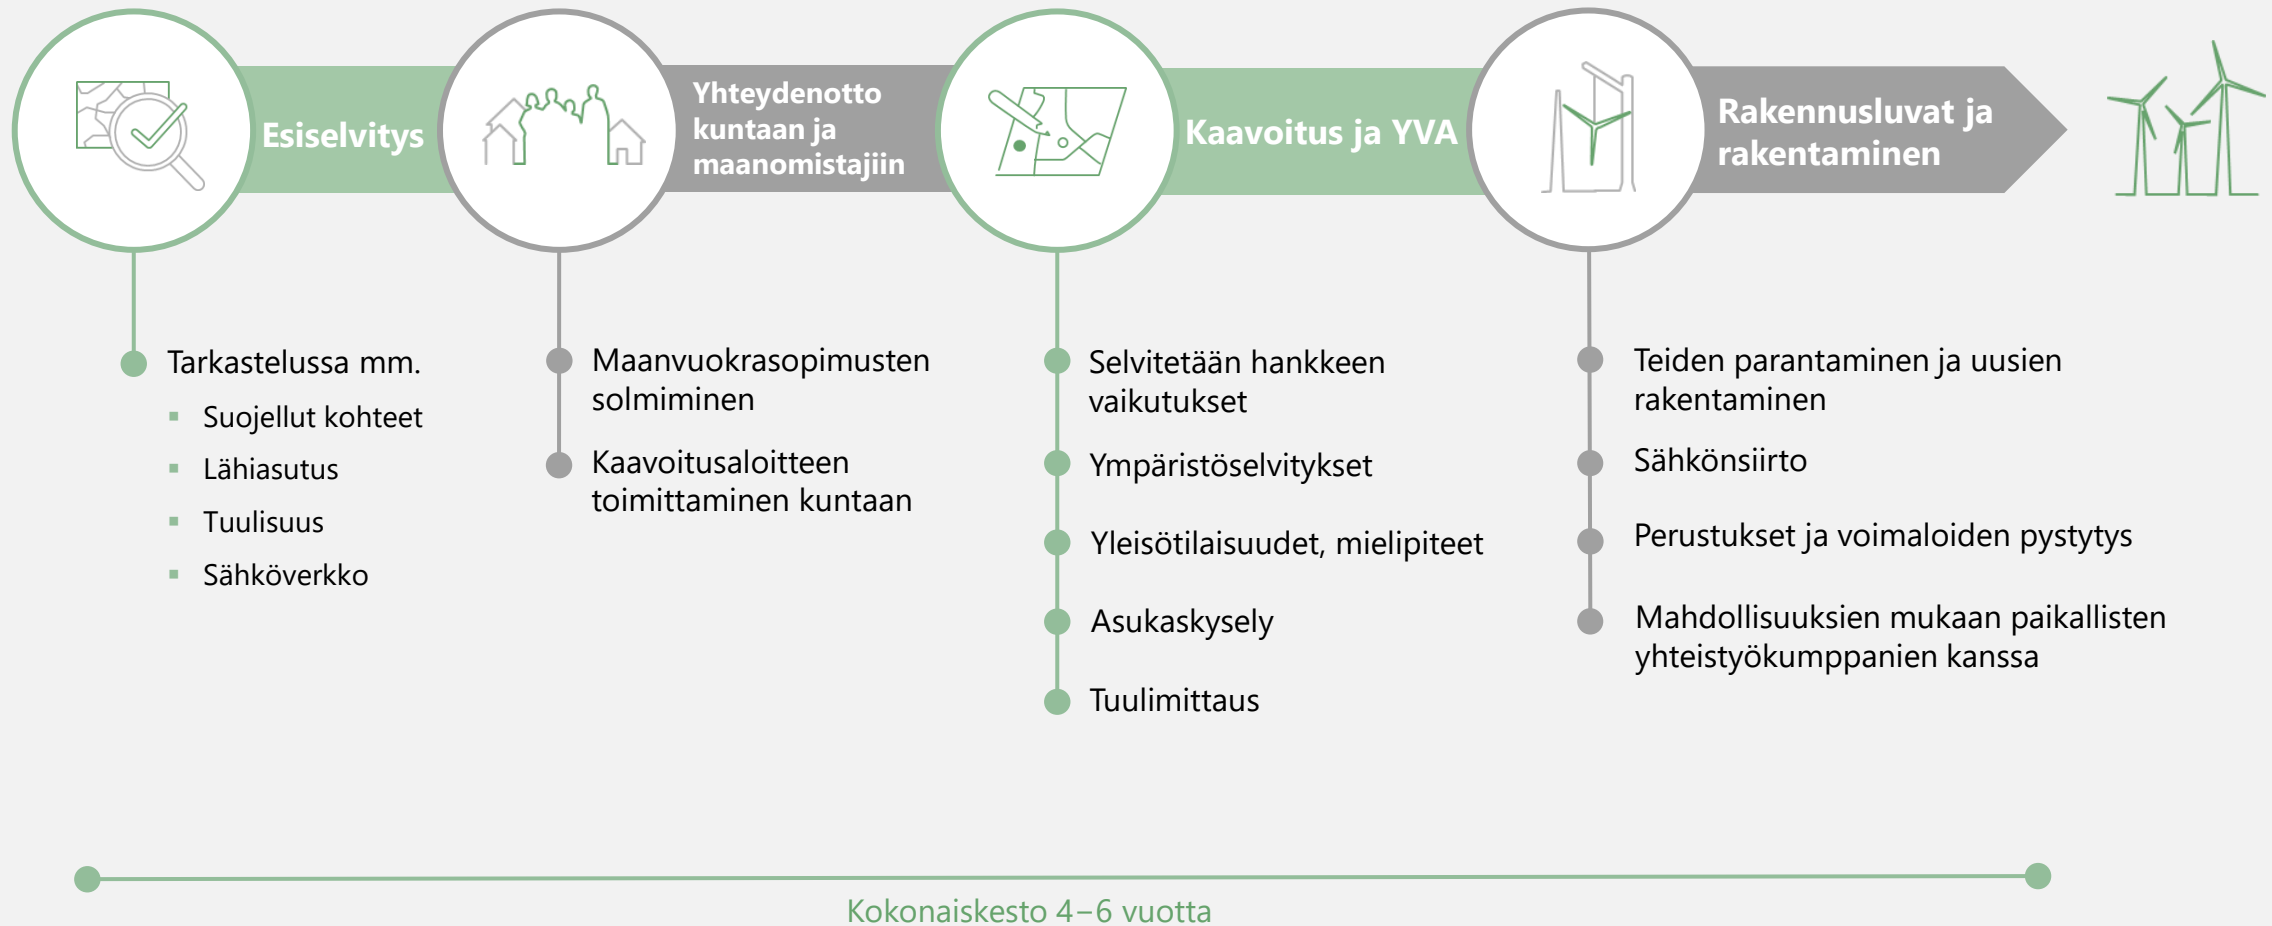 Esiselvitys
Yhteydenotto
kuntaan ja
maanomistajiin
Kaavoitus ja YVA
Rakennusluvat ja
rakentaminen
Tarkastelussa mm.
Suojellut kohteet
Lähiasutus
Tuulisuus
Sähköverkko
Maanvuokrasopimusten
solmiminen
Kaavoitusaloitteen
toimittaminen kuntaan
Selvitetään hankkeen
vaikutukset
Ympäristöselvitykset
Yleisötilaisuudet, mielipiteet
Asukaskysely
Tuulimittaus
Teiden parantaminen ja uusien
rakentaminen
Sähkönsiirto
Perustukset ja voimaloiden pystytys
Mahdollisuuksien mukaan paikallisten
yhteistyökumppanien kanssa
Kokonaiskesto 4–6 vuotta